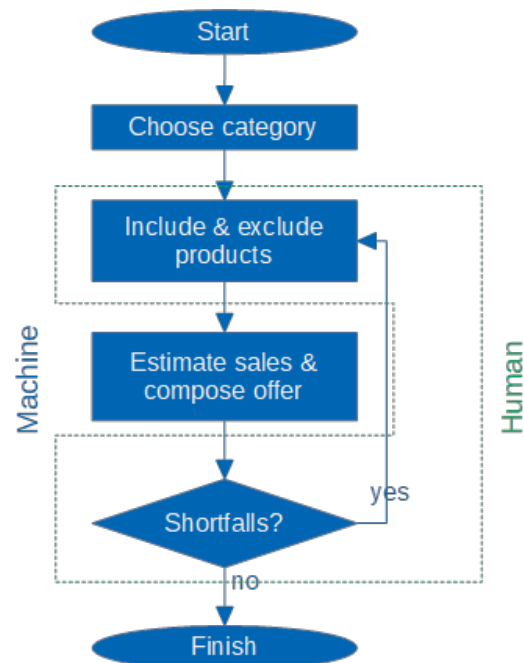 Start
Choose category
Include & exclude
products
Estimate sales &
compose offer
Machine
Human
Shortfalls?
yes
no
Finish